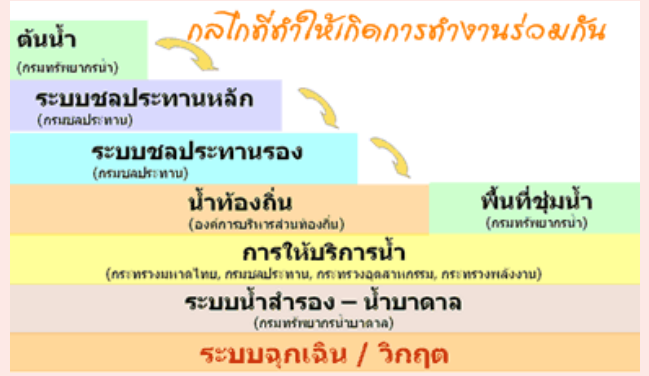 กลไกที่ทำให้เกิดการทำงานร่วมกัน
ต้นน้ำ
(กรมทรัพยากรน้ำ)
ระบบชลประทานหลัก
(กรมชลประทาน)
ระบบชลประทานรอง
(กรมชลประทาน)
น้ำท้องถิ่น
(องค์การบริหารส่วนท้องถิ่น)
พื้นที่ชุ่มน้ำ
(กรมทรัพยากรน้ำ)
การให้บริการน้ำ
(กระทรวงมหาดไทย, กรมชลประทาน, กระทรวงอุตสาหกรรม, กระทรวงพลังงาน)
ระบบน้ำสำรอง – น้ำบาดาล
(กรมทรัพยากรน้ำบาดาล)
ระบบฉุกเฉิน / วิกฤต